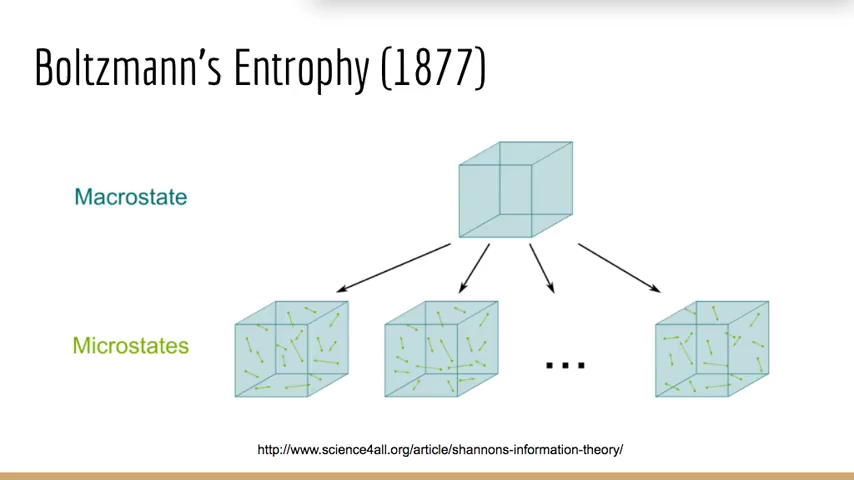 Boltzmann's Entrophy (1877)
Macrostate
Microstates
...
http://www.science4all.org/article/shannons-information-theory/